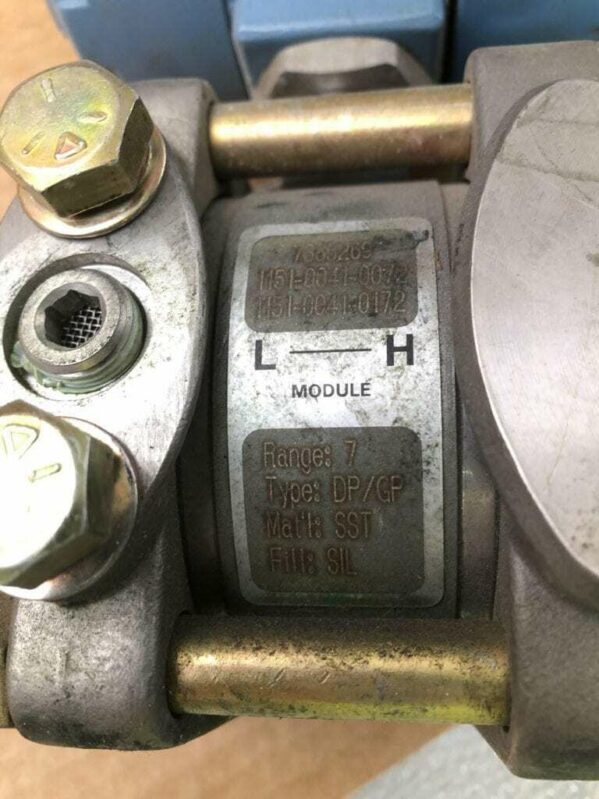 1151-0041-0072
1151-0041-0172
L H
MODULE
Range: 7
Type: DP/GP
Mat'l: SST
Fill: SIL